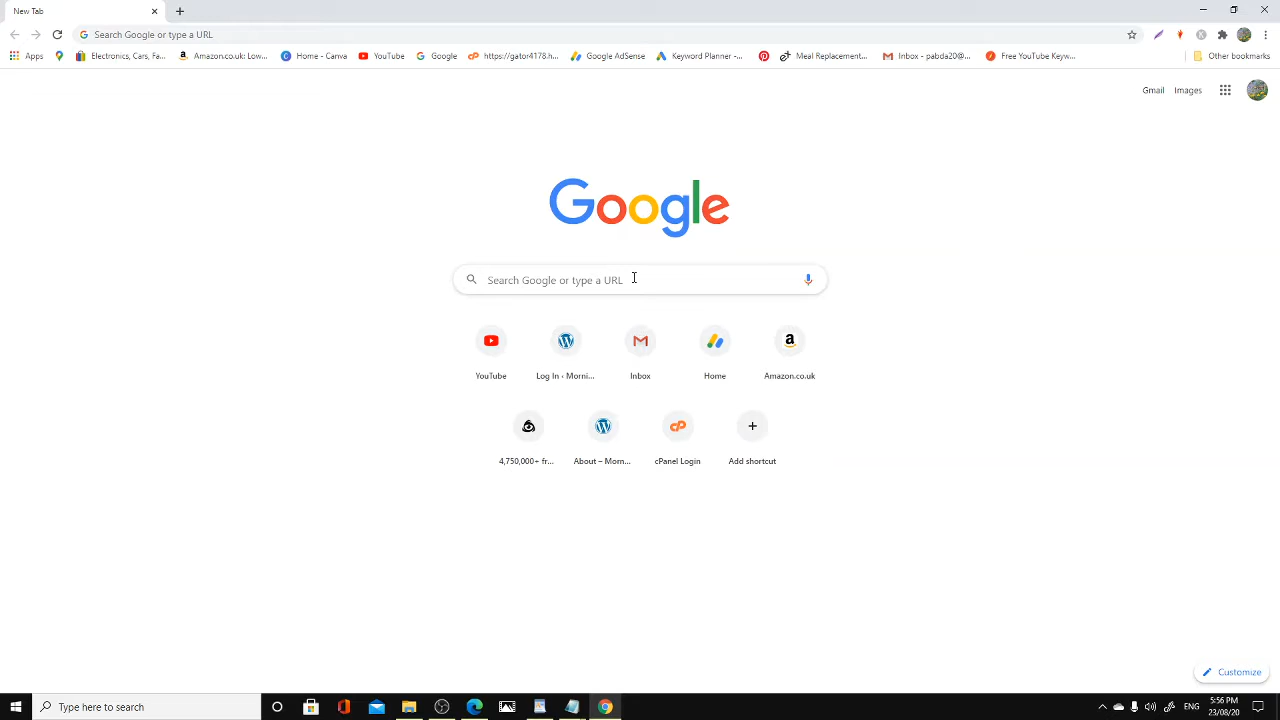 New Tab
Search Google or type a URL
Apps
Electronics, Cars, Fa...
Amazon.co.uk: Low...
Home - Canva
YouTube
Google
https://gator4178.h...
Google AdSense
Keyword Planner -...
Meal Replacement...
Inbox - pabda20@...
Free YouTube Keyw...
Other bookmarks
Gmail
Images
Google
Search Google or type a URL
YouTube
Log In ‹ Morni...
Inbox
Home
Amazon.co.uk
4,750,000+ fr...
About – Morn...
cPanel Login
Add shortcut
Customize
Type here to search
5:56 PM
23/08/20